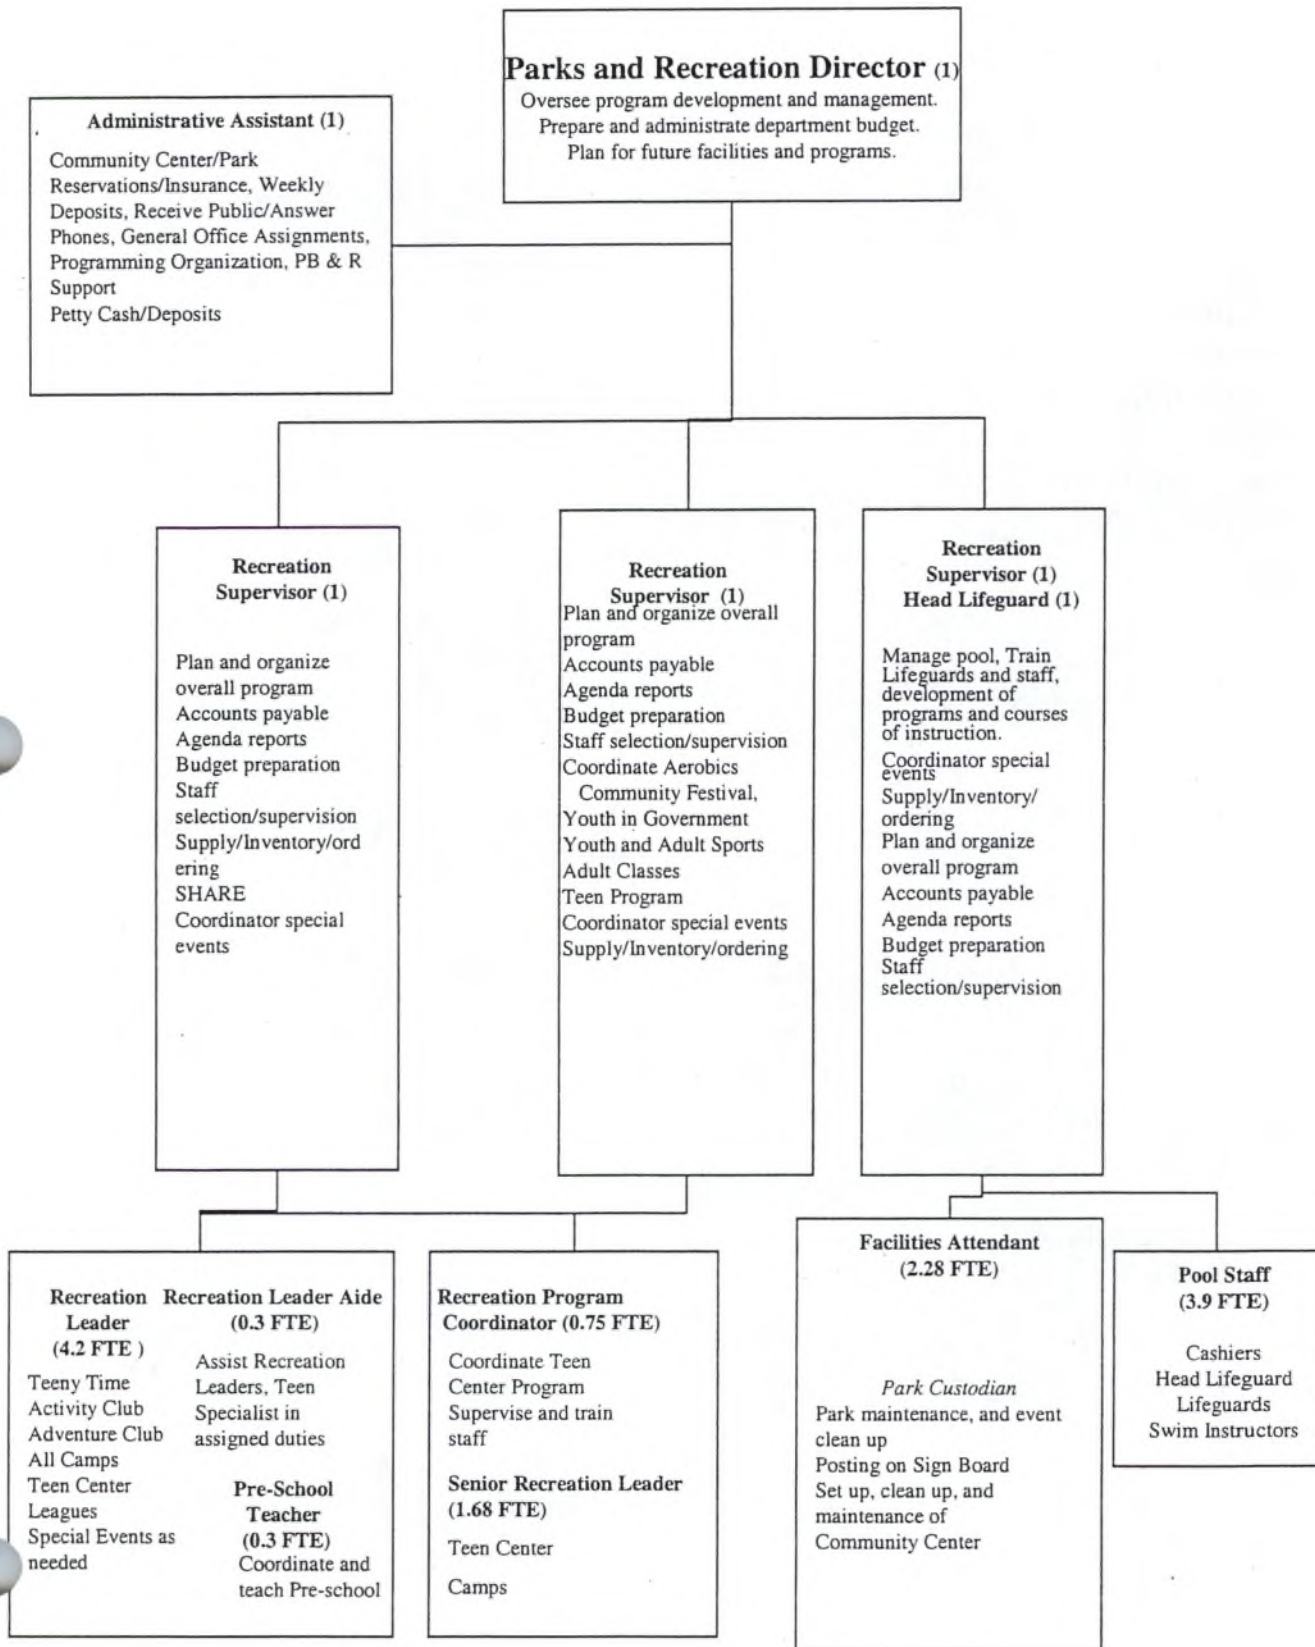 Parks and Recreation Director (1)
Oversee program development and management.
Prepare and administrate department budget.
Plan for future facilities and programs.
Administrative Assistant (1)
Community Center/Park
Reservations/Insurance, Weekly
Deposits, Receive Public/Answer
Phones, General Office Assignments,
Programming Organization, PB & R
Support
Petty Cash/Deposits
Recreation
Supervisor (1)
Plan and organize
overall program
Accounts payable
Agenda reports
Budget preparation
Staff
selection/supervision
Supply/Inventory/ord
ering
SHARE
Coordinator special
events
Recreation
Supervisor (1)
Plan and organize overall
program
Accounts payable
Agenda reports
Budget preparation
Staff selection/supervision
Coordinate Aerobics
Community Festival,
Youth in Government
Youth and Adult Sports
Adult Classes
Teen Program
Coordinator special events
Supply/Inventory/ordering
Recreation
Supervisor (1)
Head Lifeguard (1)
Manage pool, Train
Lifeguards and staff,
development of
programs and courses
of instruction.
Coordinator special
events
Supply/Inventory/
ordering
Plan and organize
overall program
Accounts payable
Agenda reports
Budget preparation
Staff
selection/supervision
Recreation
Leader
(4.2 FTE )
Teeny Time
Activity Club
Adventure Club
All Camps
Teen Center
Leagues
Special Events as
needed
Recreation Leader Aide
(0.3 FTE)
Assist Recreation
Leaders, Teen
Specialist in
assigned duties
Pre-School
Teacher
(0.3 FTE)
Coordinate and
teach Pre-school
Recreation Program
Coordinator (0.75 FTE)
Coordinate Teen
Center Program
Supervise and train
staff
Senior Recreation Leader
(1.68 FTE)
Teen Center
Camps
Facilities Attendant
(2.28 FTE)
Park Custodian
Park maintenance, and event
clean up
Posting on Sign Board
Set up, clean up, and
maintenance of
Community Center
Pool Staff
(3.9 FTE)
Cashiers
Head Lifeguard
Lifeguards
Swim Instructors